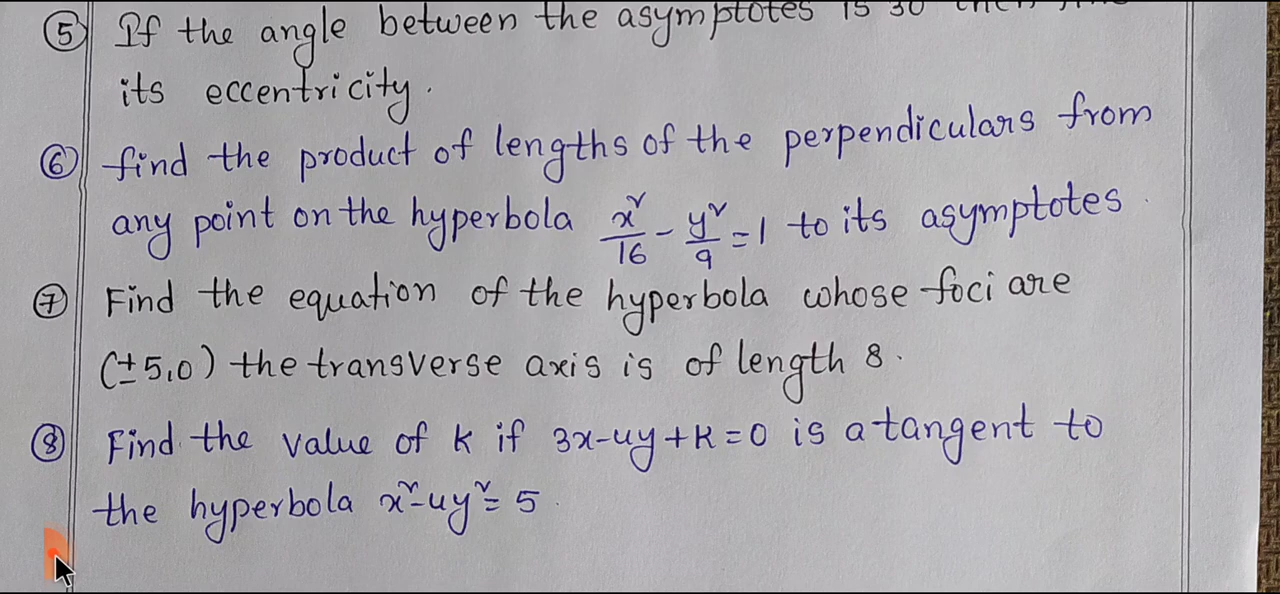 ⑤ If the angle between the asymptotes is 30 then
its eccentricity.
⑥ find the product of lengths of the perpendiculars from
any point on the hyperbola x²/16 - y²/9 = 1 to its asymptotes
⑦ Find the equation of the hyperbola whose foci are
(±5,0) the transverse axis is of length 8.
⑧ Find the value of k if 3x-4y+k=0 is a tangent to
the hyperbola x²-4y²= 5